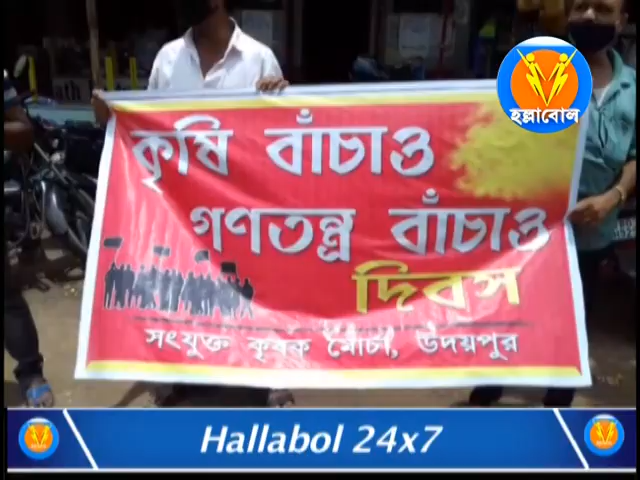 হল্লাবোল
কৃষি বাঁচাও
গণতন্ত্র বাঁচাও
দিবস
সংযুক্ত কৃষক মোর্চা, উদয়পুর
Hallabol 24x7